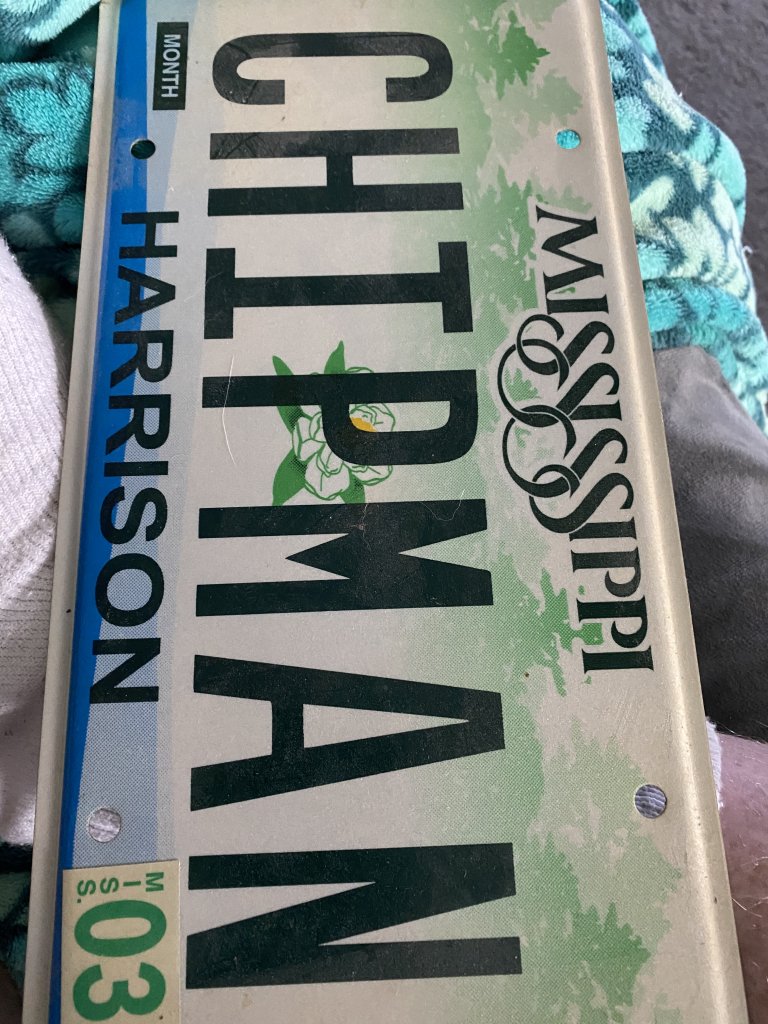 MISSISSIPPI
CHIPMAN
MONTH
HARRISON
MISS.
03